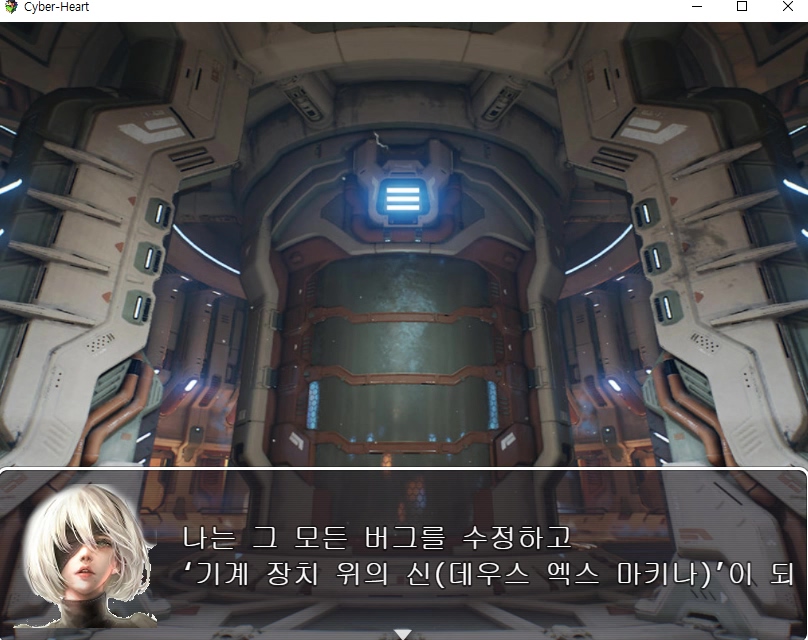 Cyber-Heart
나는 그 모든 버그를 수정하고
‘기계 장치 위의 신(데우스 엑스 마키나)’이 되